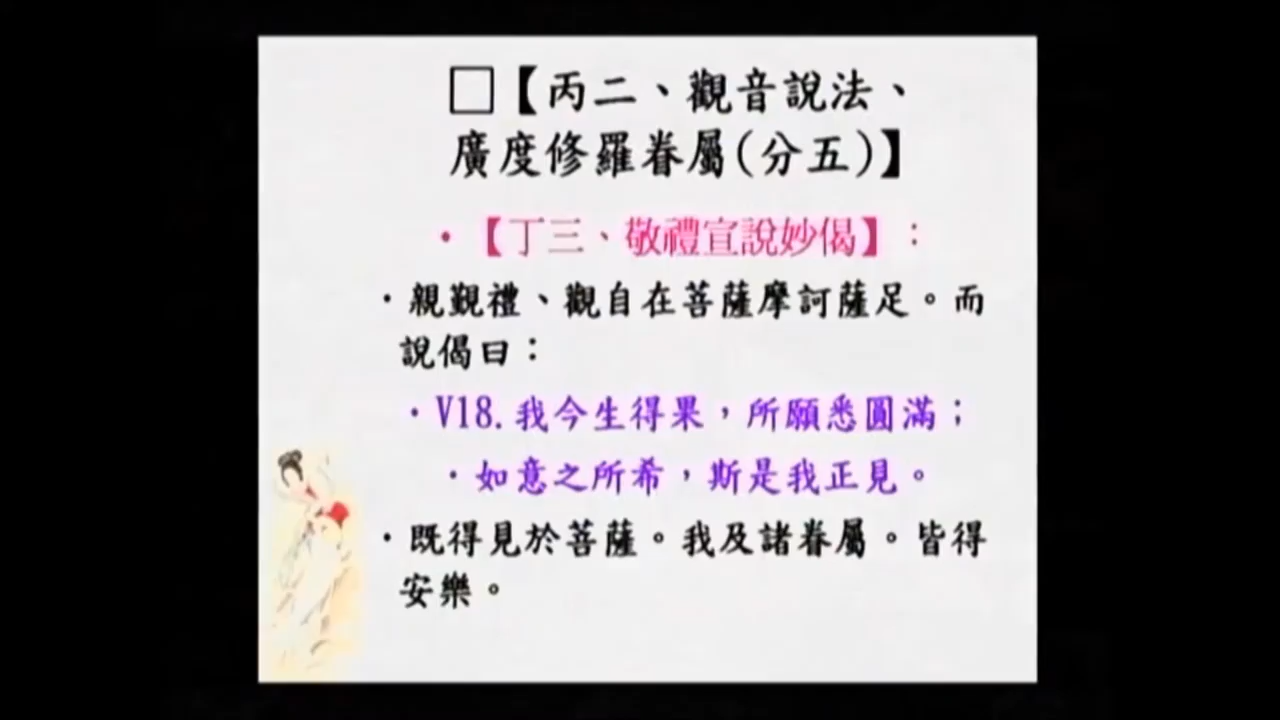 □【丙二、觀音說法、
廣度修羅眷屬(分五)】
•【丁三、敬禮宣說妙偈】：
•親覲禮、觀自在菩薩摩訶薩足。而
說偈曰：
•V18.我今生得果，所願悉圓滿；
•如意之所希，斯是我正見。
•既得見於菩薩。我及諸眷屬。皆得
安樂。